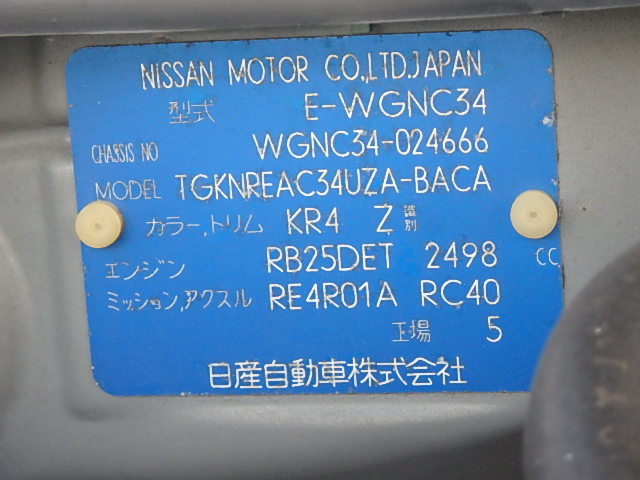 NISSAN MOTOR CO.,LTD.JAPAN
型式 E-WGNC34
CHASSIS NO WGNC34-024666
MODEL TGKNREAC34UZA-BACA
カラー,トリム KR4 Z 識別
エンジン RB25DET 2498 CC
ミッション,アクスル RE4R01A RC40
工場 5
日産自動車株式会社